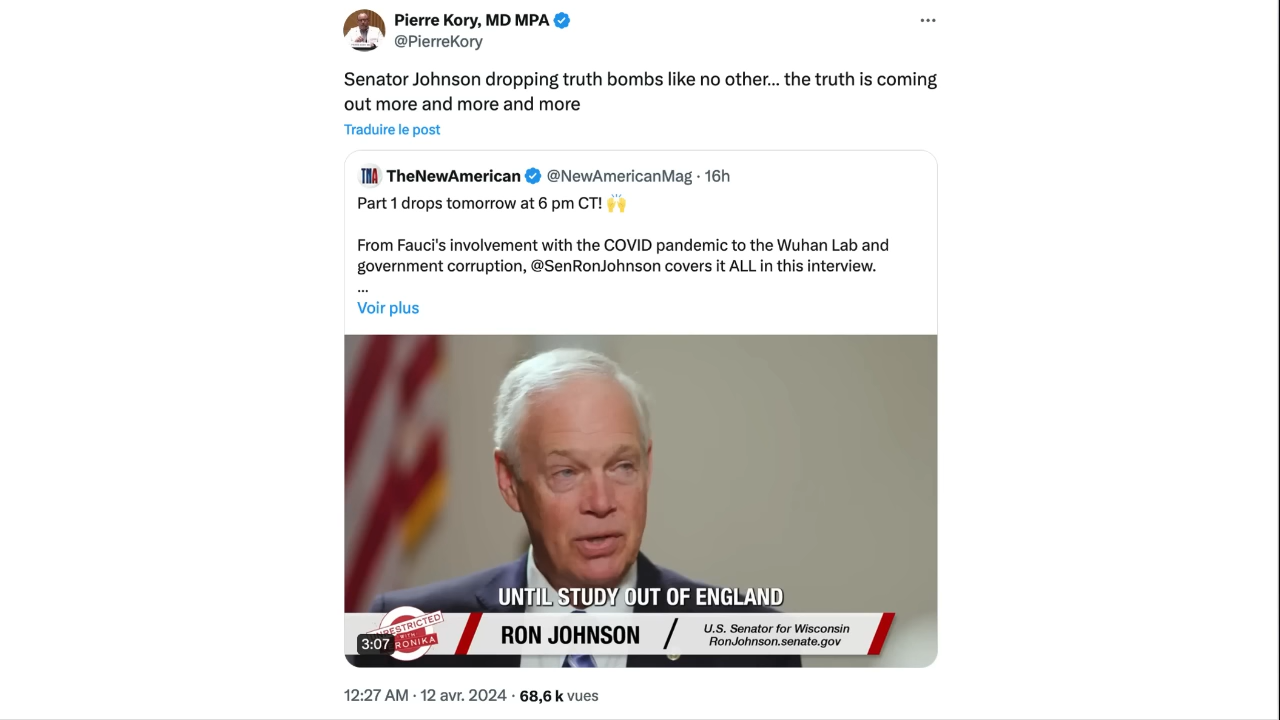 Pierre Kory, MD MPA
@PierreKory
Senator Johnson dropping truth bombs like no other... the truth is coming
out more and more and more
Traduire le post
TNA TheNewAmerican @NewAmericanMag · 16h
Part 1 drops tomorrow at 6 pm CT! 🙌
From Fauci's involvement with the COVID pandemic to the Wuhan Lab and
government corruption, @SenRonJohnson covers it ALL in this interview.
...
Voir plus
UNTIL STUDY OUT OF ENGLAND
RESTRICTED
WITH
3:07
RON JOHNSON
U.S. Senator for Wisconsin
RonJohnson.senate.gov
12:27 AM · 12 avr. 2024 · 68,6 k vues